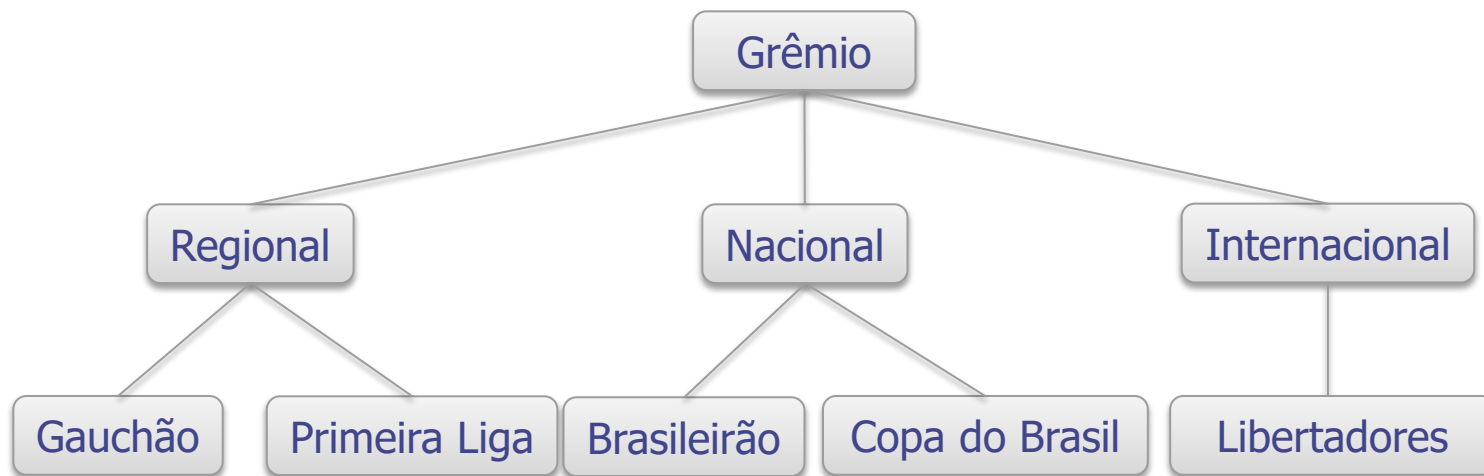 Grêmio
Regional
Nacional
Internacional
Gauchão
Primeira Liga
Brasileirão
Copa do Brasil
Libertadores